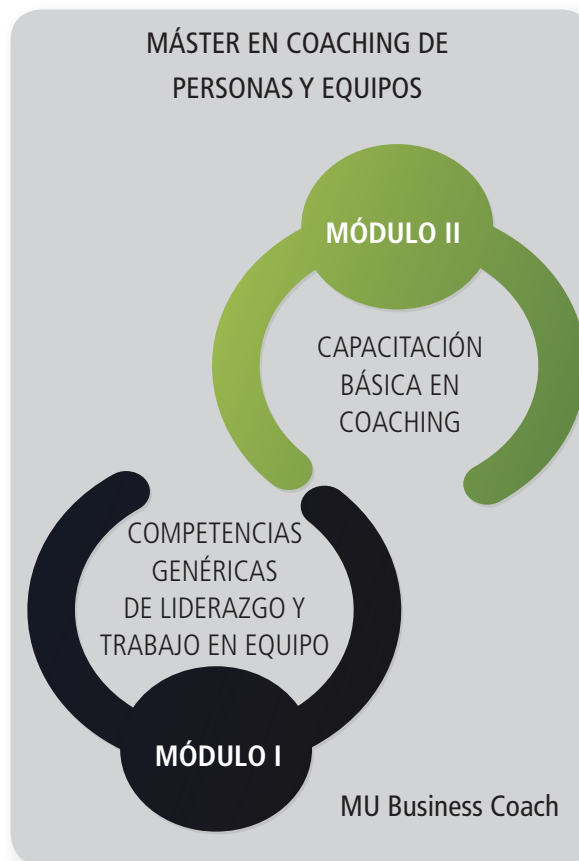 MÁSTER EN COACHING DE
PERSONAS Y EQUIPOS
MÓDULO II
CAPACITACIÓN
BÁSICA EN
COACHING
COMPETENCIAS
GENÉRICAS
DE LIDERAZGO Y
TRABAJO EN EQUIPO
MÓDULO I
MU Business Coach